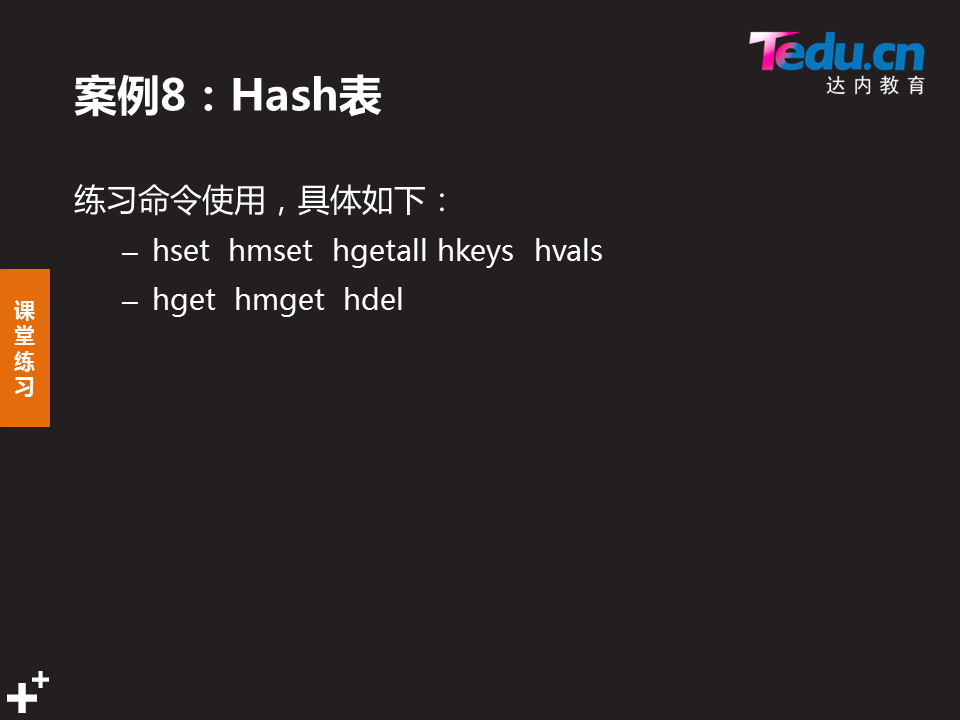 Tedu.cn
达内教育
案例8：Hash表
练习命令使用，具体如下：
– hset hmset hgetall hkeys hvals
– hget hmget hdel
课
堂
练
习